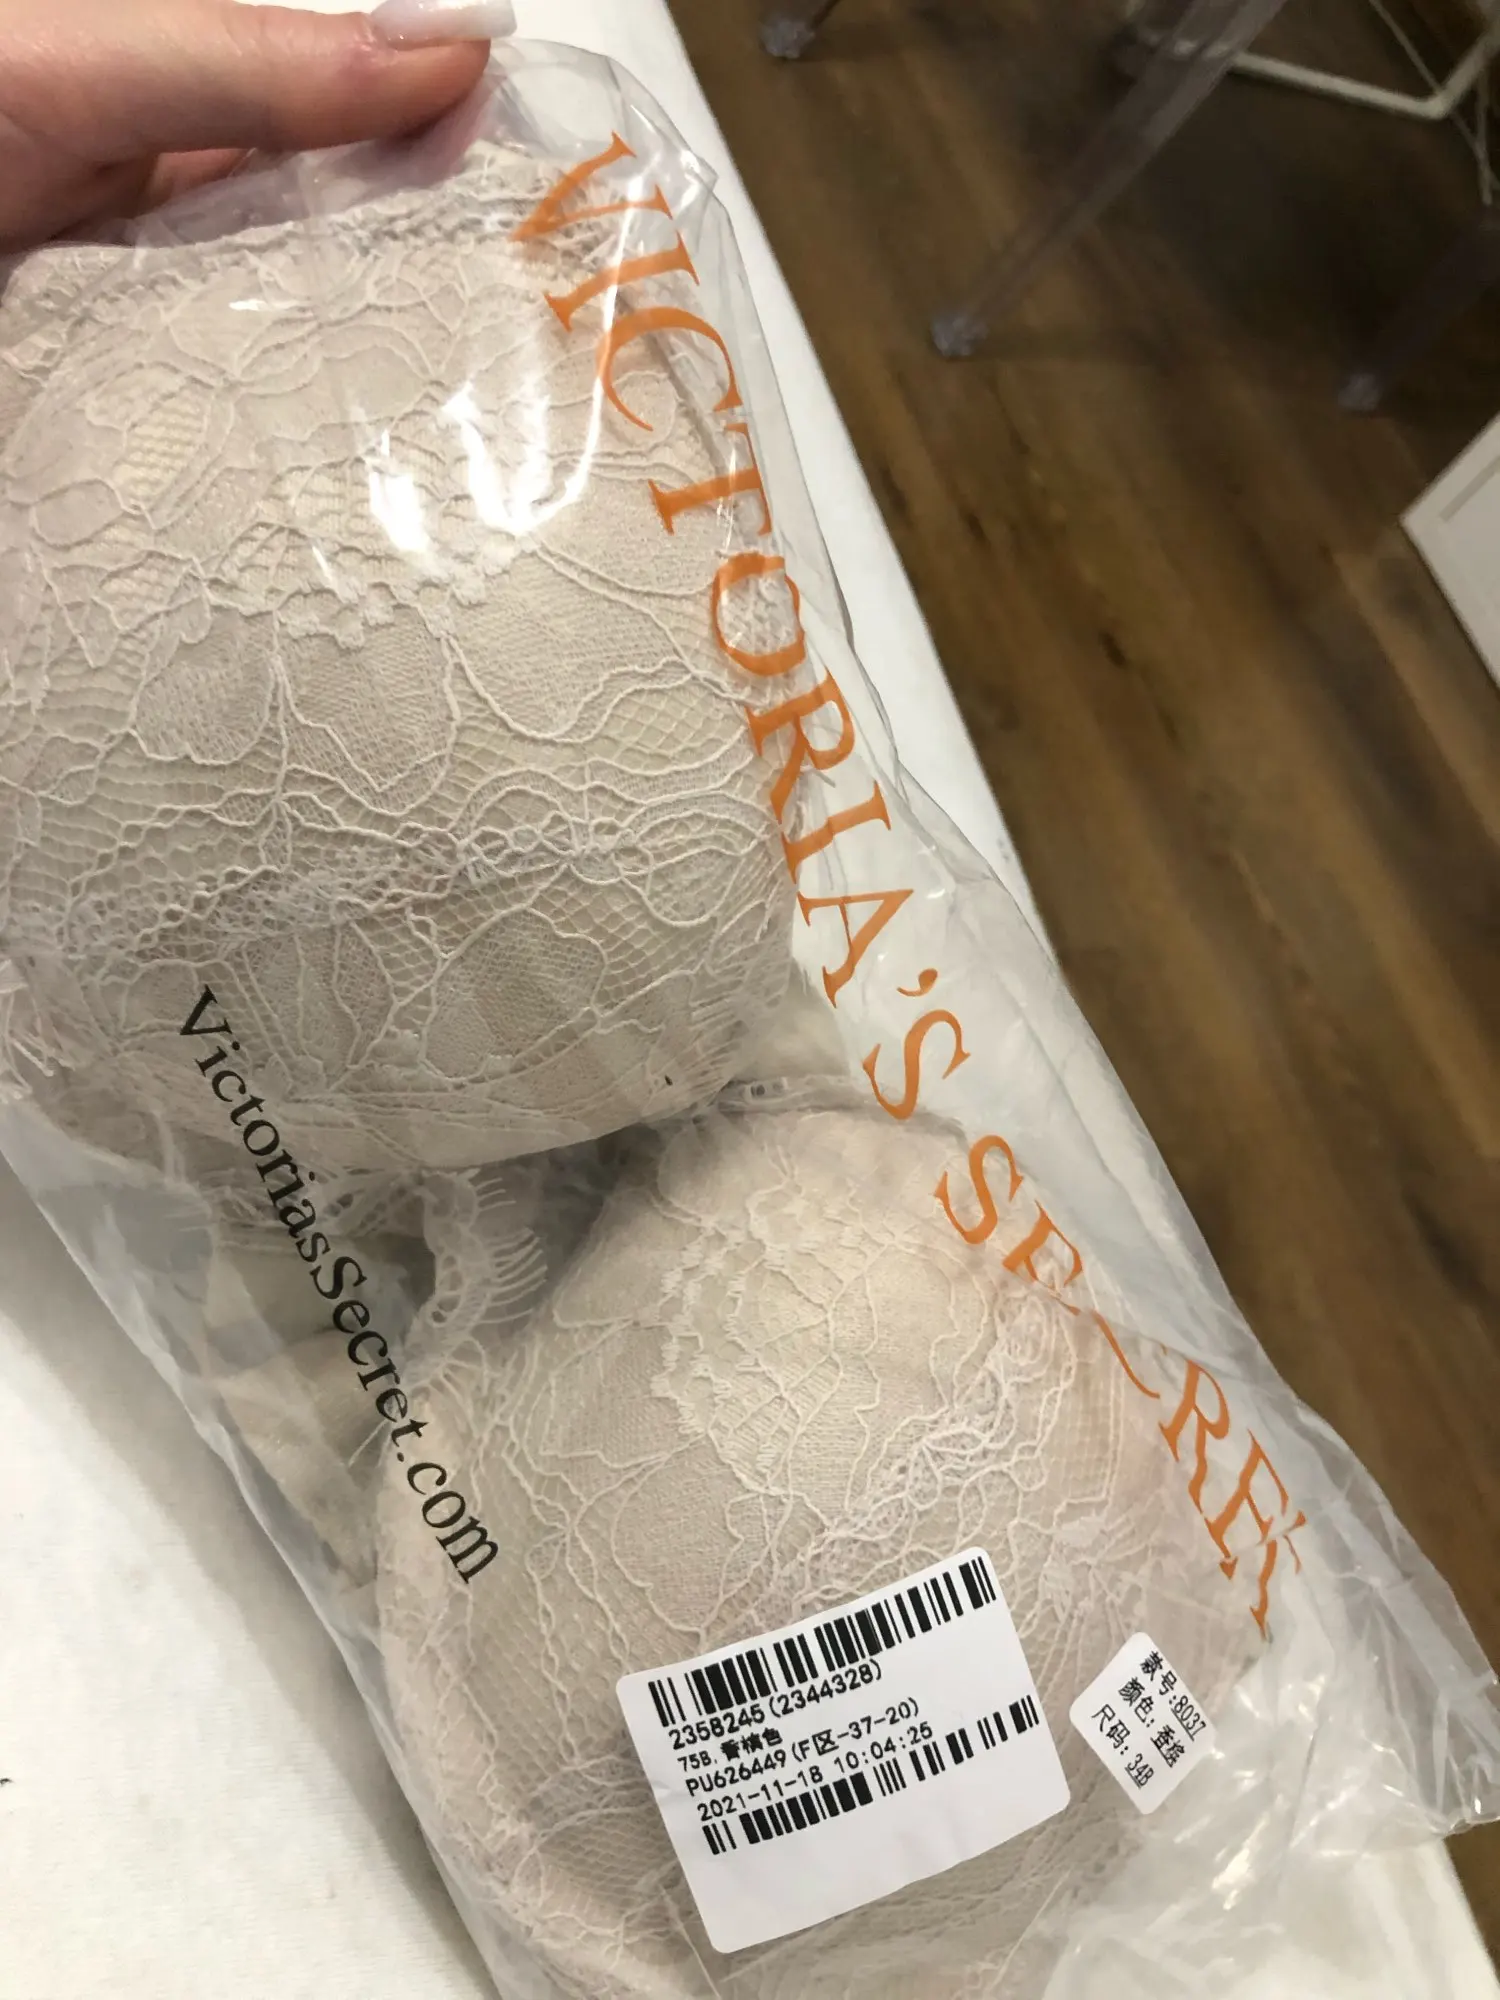 VICTORIA'S SECRET
VictoriasSecret.com
2358245(2344328)
75B,香槟色
PU626449(F区-37-20)
2021-11-18 10:04:25
款号:8037
颜色:香槟
尺码:34B